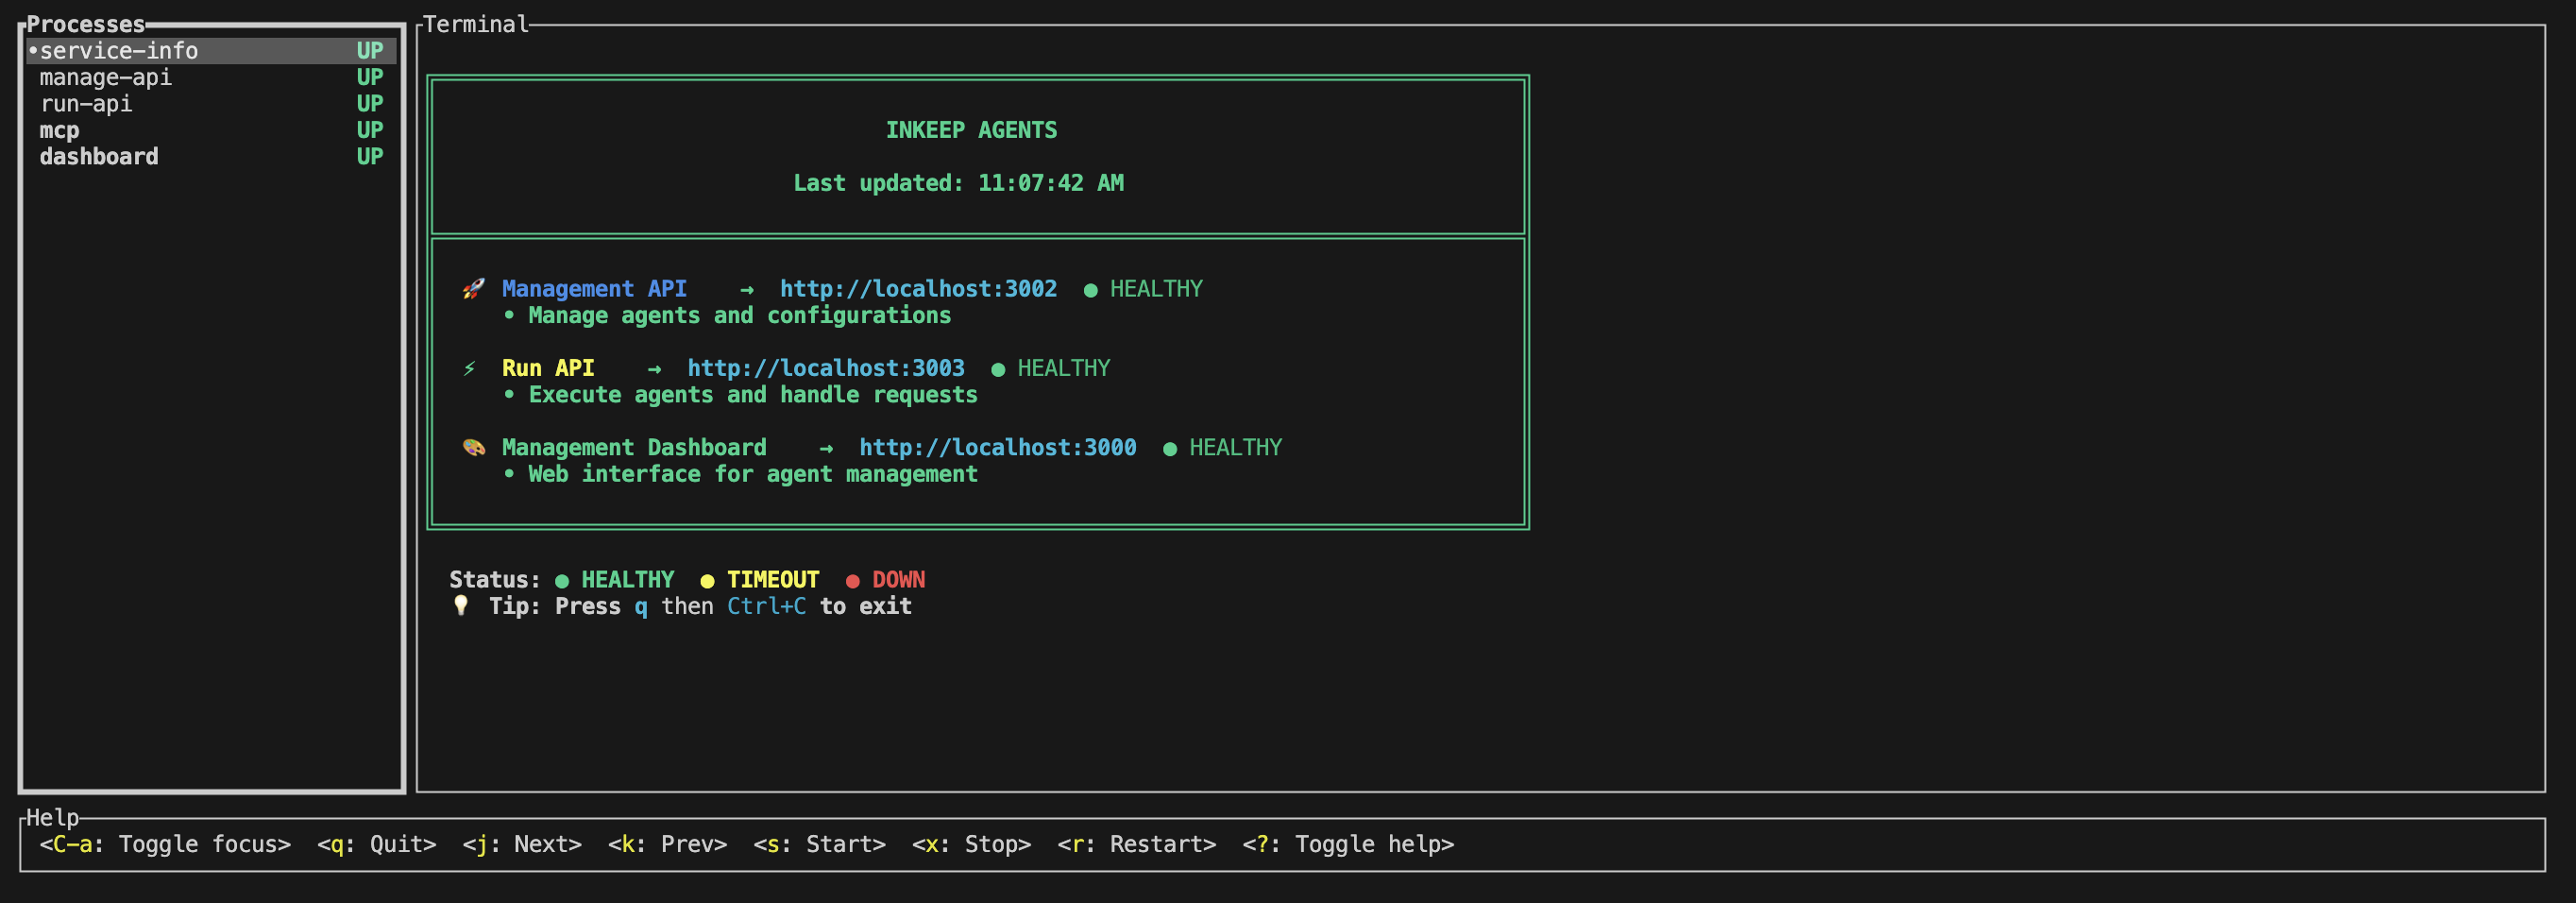 Processes
•service-info UP
manage-api UP
run-api UP
mcp UP
dashboard UP
Terminal
INKEEP AGENTS
Last updated: 11:07:42 AM
🚀 Management API → http://localhost:3002 ● HEALTHY
• Manage agents and configurations
⚡ Run API → http://localhost:3003 ● HEALTHY
• Execute agents and handle requests
🎨 Management Dashboard → http://localhost:3000 ● HEALTHY
• Web interface for agent management
Status: ● HEALTHY ● TIMEOUT ● DOWN
💡 Tip: Press q then Ctrl+C to exit
Help
<C-a: Toggle focus> <q: Quit> <j: Next> <k: Prev> <s: Start> <x: Stop> <r: Restart> <?: Toggle help>